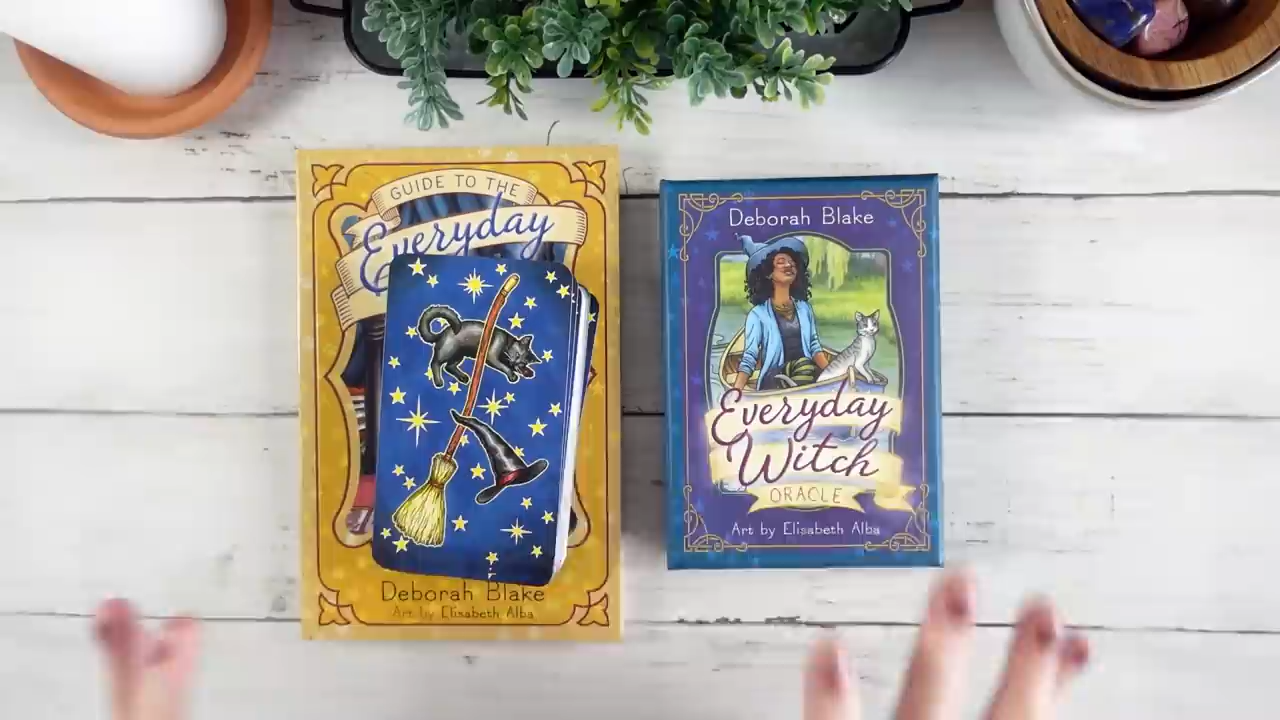 GUIDE TO THE
Everyday
Deborah Blake
Art by Elisabeth Alba
Deborah Blake
Everyday
Witch
ORACLE
Art by Elisabeth Alba